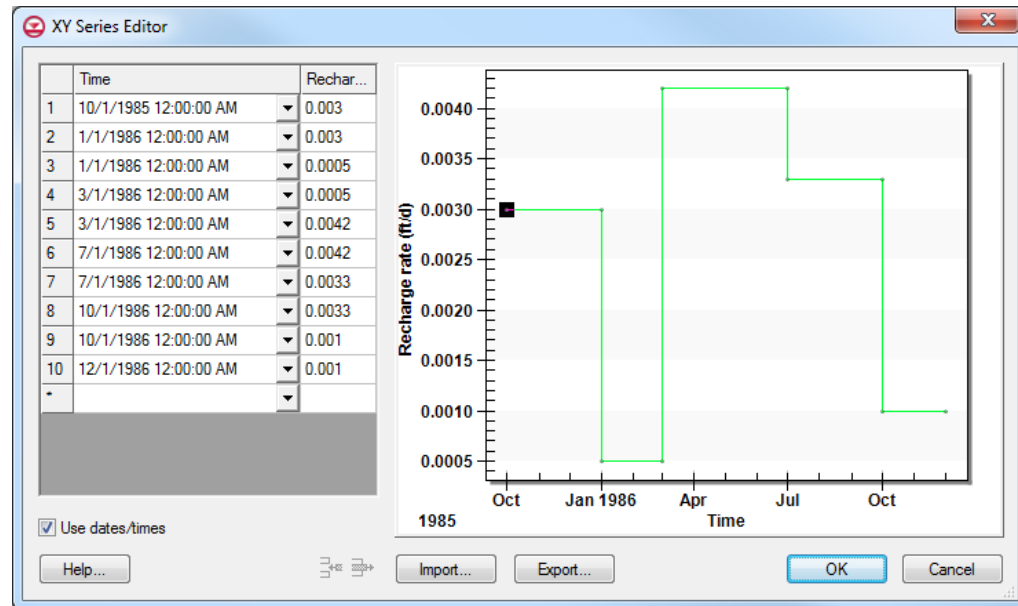 XY Series Editor
Time Rechar...
1 10/1/1985 12:00:00 AM 0.003
2 1/1/1986 12:00:00 AM 0.003
3 1/1/1986 12:00:00 AM 0.0005
4 3/1/1986 12:00:00 AM 0.0005
5 3/1/1986 12:00:00 AM 0.0042
6 7/1/1986 12:00:00 AM 0.0042
7 7/1/1986 12:00:00 AM 0.0033
8 10/1/1986 12:00:00 AM 0.0033
9 10/1/1986 12:00:00 AM 0.001
10 12/1/1986 12:00:00 AM 0.001
*
Use dates/times
Help...
Recharge rate (ft/d)
0.0040
0.0035
0.0030
0.0025
0.0020
0.0015
0.0010
0.0005
Oct Jan 1986 Apr Jul Oct
1985 Time
Import... Export... OK Cancel